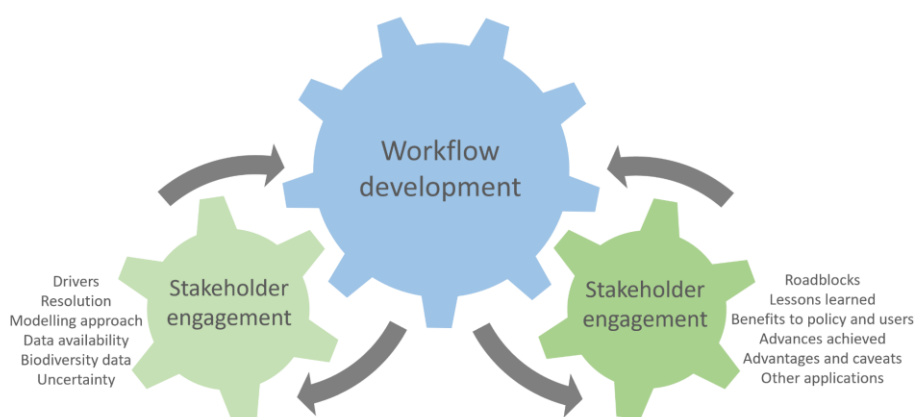 Workflow
development
Stakeholder
engagement
Drivers
Resolution
Modelling approach
Data availability
Biodiversity data
Uncertainty
Stakeholder
engagement
Roadblocks
Lessons learned
Benefits to policy and users
Advances achieved
Advantages and caveats
Other applications